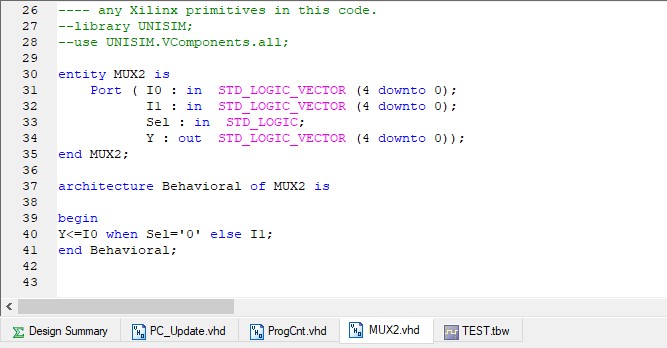 26 ---- any Xilinx primitives in this code.
27 --library UNISIM;
28 --use UNISIM.VComponents.all;
29
30 entity MUX2 is
31     Port ( I0 : in  STD_LOGIC_VECTOR (4 downto 0);
32            I1 : in  STD_LOGIC_VECTOR (4 downto 0);
33            Sel : in  STD_LOGIC;
34            Y : out  STD_LOGIC_VECTOR (4 downto 0));
35 end MUX2;
36
37 architecture Behavioral of MUX2 is
38
39 begin
40 Y<=I0 when Sel='0' else I1;
41 end Behavioral;
42
43
Design Summary PC_Update.vhd ProgCnt.vhd MUX2.vhd TEST.tbw